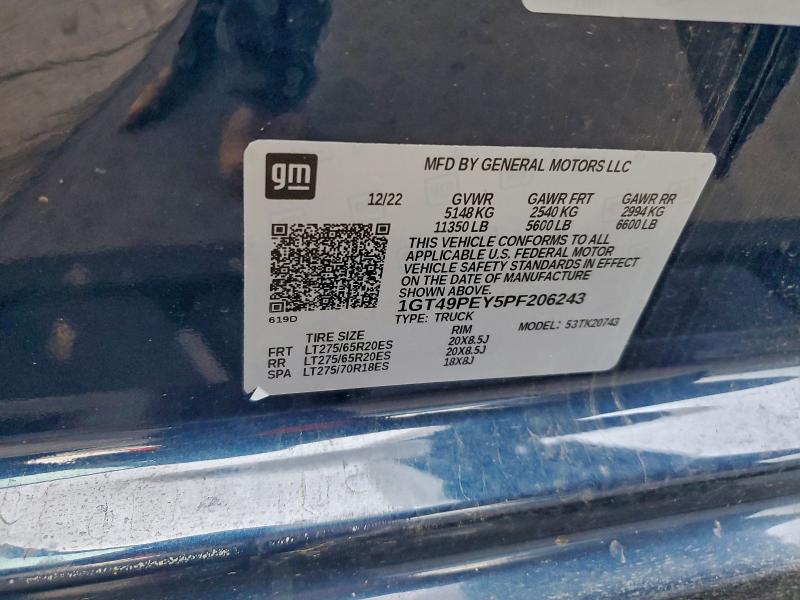 gm
MFD BY GENERAL MOTORS LLC
12/22 GVWR GAWR FRT GAWR RR
5148 KG 2540 KG 2994 KG
11350 LB 5600 LB 6600 LB
THIS VEHICLE CONFORMS TO ALL
APPLICABLE U.S. FEDERAL MOTOR
VEHICLE SAFETY STANDARDS IN EFFECT
ON THE DATE OF MANUFACTURE
SHOWN ABOVE.
1GT49PEY5PF206243
619D
TYPE: TRUCK MODEL: 53TK20743
TIRE SIZE RIM
FRT LT275/65R20ES 20X8.5J
RR LT275/65R20ES 20X8.5J
SPA LT275/70R18ES 18X8J